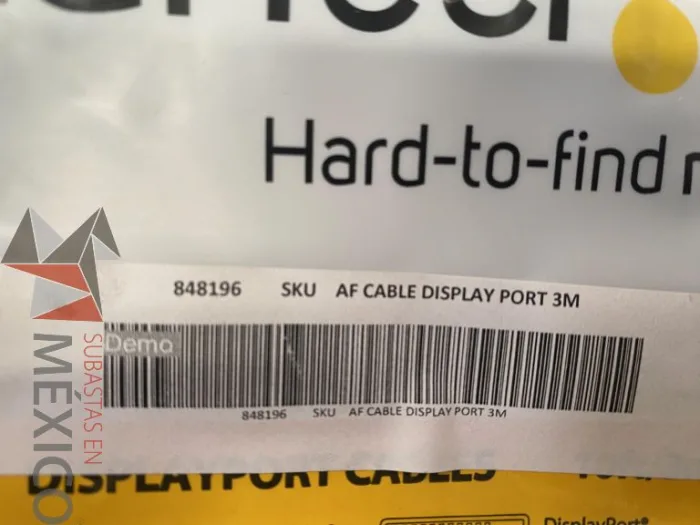 Hard-to-find
848196 SKU AF CABLE DISPLAY PORT 3M
Demo
848196 SKU AF CABLE DISPLAY PORT 3M
SUBASTAS EN
MÉXICO
DISPLAYPORT CABLES
DisplayPort®